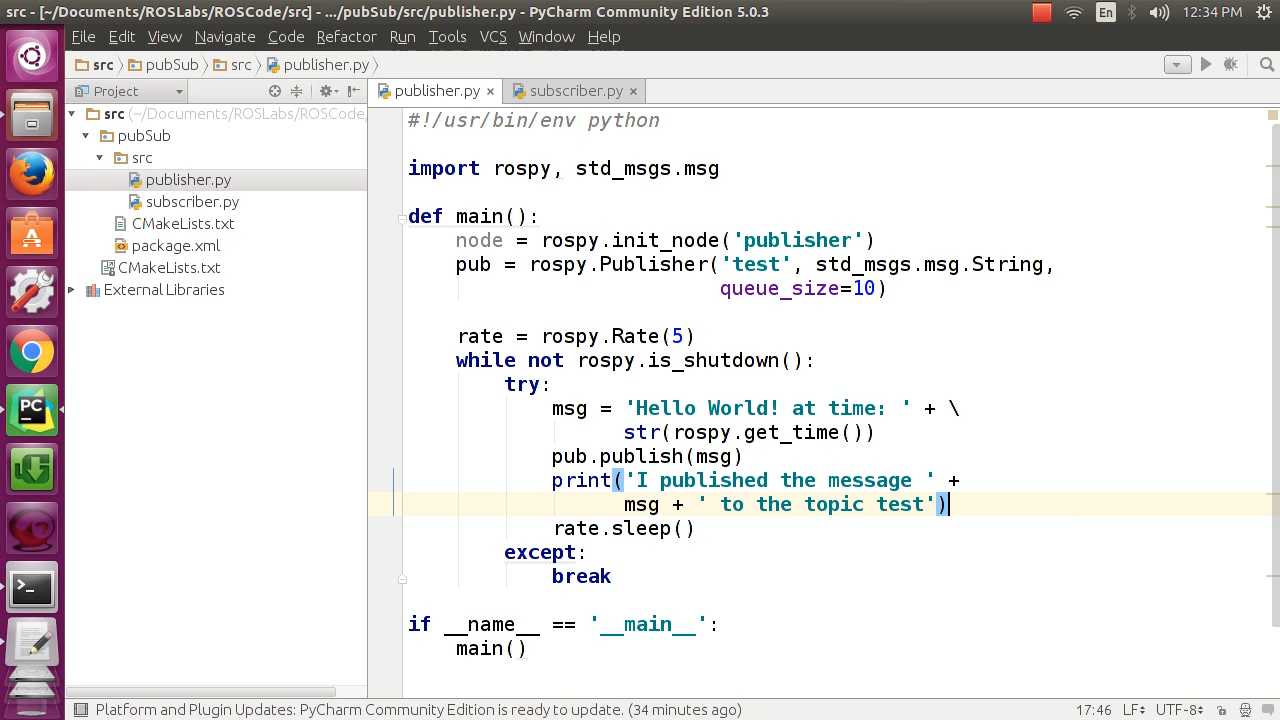 src - [~/Documents/ROSLabs/ROSCode/src] - .../pubSub/src/publisher.py - PyCharm Community Edition 5.0.3
En
12:34 PM
File Edit View Navigate Code Refactor Run Tools VCS Window Help
src pubSub src publisher.py
Project
publisher.py subscriber.py
src (~/Documents/ROSLabs/ROSCode/
pubSub
src
publisher.py
subscriber.py
CMakeLists.txt
package.xml
CMakeLists.txt
External Libraries
PC
#!/usr/bin/env python
import rospy, std_msgs.msg
def main():
    node = rospy.init_node('publisher')
    pub = rospy.Publisher('test', std_msgs.msg.String,
                          queue_size=10)
    rate = rospy.Rate(5)
    while not rospy.is_shutdown():
        try:
            msg = 'Hello World! at time: ' + \
                  str(rospy.get_time())
            pub.publish(msg)
            print('I published the message ' +
                  msg + ' to the topic test')
            rate.sleep()
        except:
            break
if __name__ == '__main__':
    main()
Platform and Plugin Updates: PyCharm Community Edition is ready to update. (34 minutes ago)
17:46 LF UTF-8